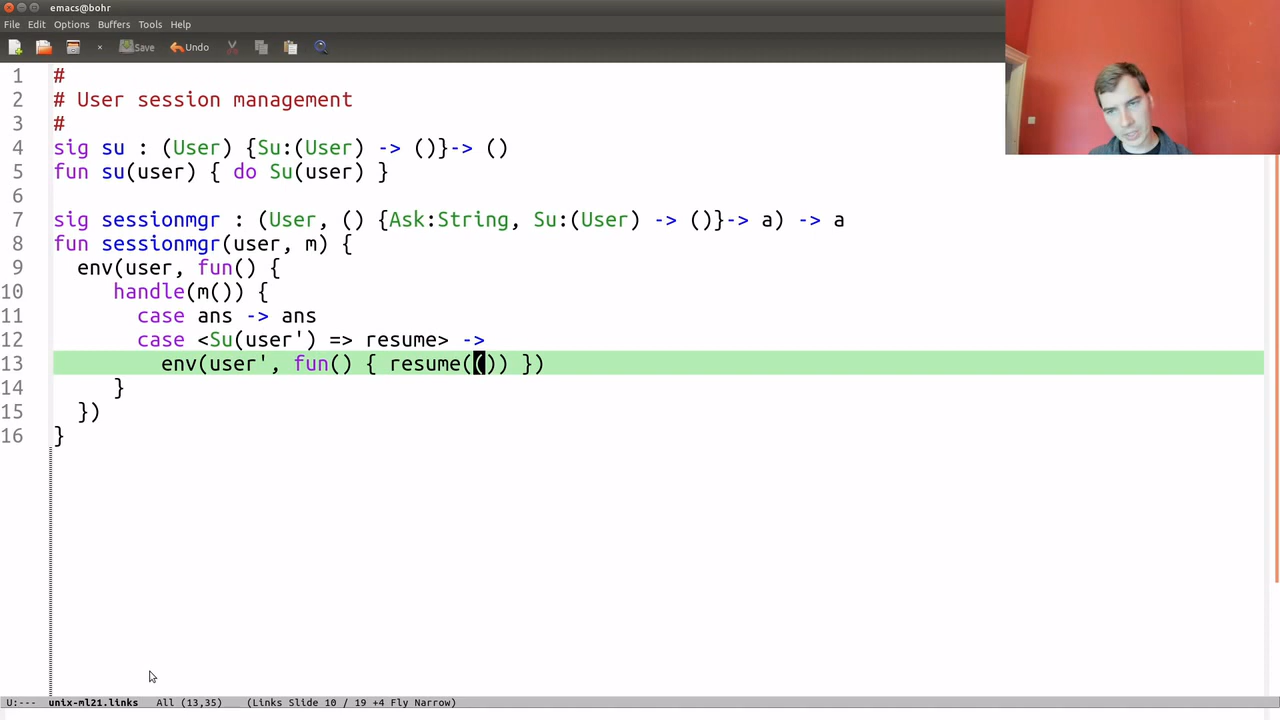 emacs@bohr
File Edit Options Buffers Tools Help
Save Undo
1 #
2 # User session management
3 #
4 sig su : (User) {Su:(User) -> ()}-> ()
5 fun su(user) { do Su(user) }
6
7 sig sessionmgr : (User, () {Ask:String, Su:(User) -> ()}-> a) -> a
8 fun sessionmgr(user, m) {
9 env(user, fun() {
10 handle(m()) {
11 case ans -> ans
12 case <Su(user') => resume> ->
13 env(user', fun() { resume(()) })
14 }
15 })
16 }
U:--- unix-ml21.links All (13,35) (Links Slide 10 / 19 +4 Fly Narrow)